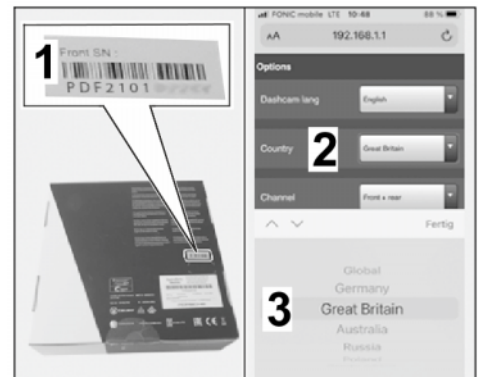 1
Front SN :
PDF2101
FONIC mobile LTE 10:48 88 %
AA 192.168.1.1
Options
Dashcam lang English
Country 2 Great Britain
Channel Front + rear
Fertig
Global
Germany
3 Great Britain
Australia
Russia